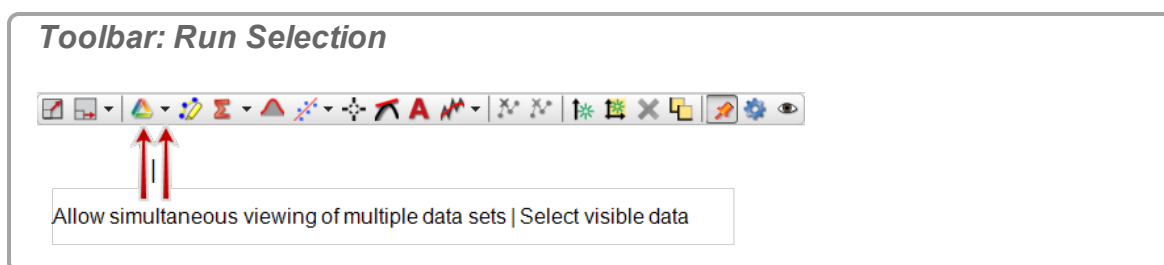 Toolbar: Run Selection
Allow simultaneous viewing of multiple data sets | Select visible data